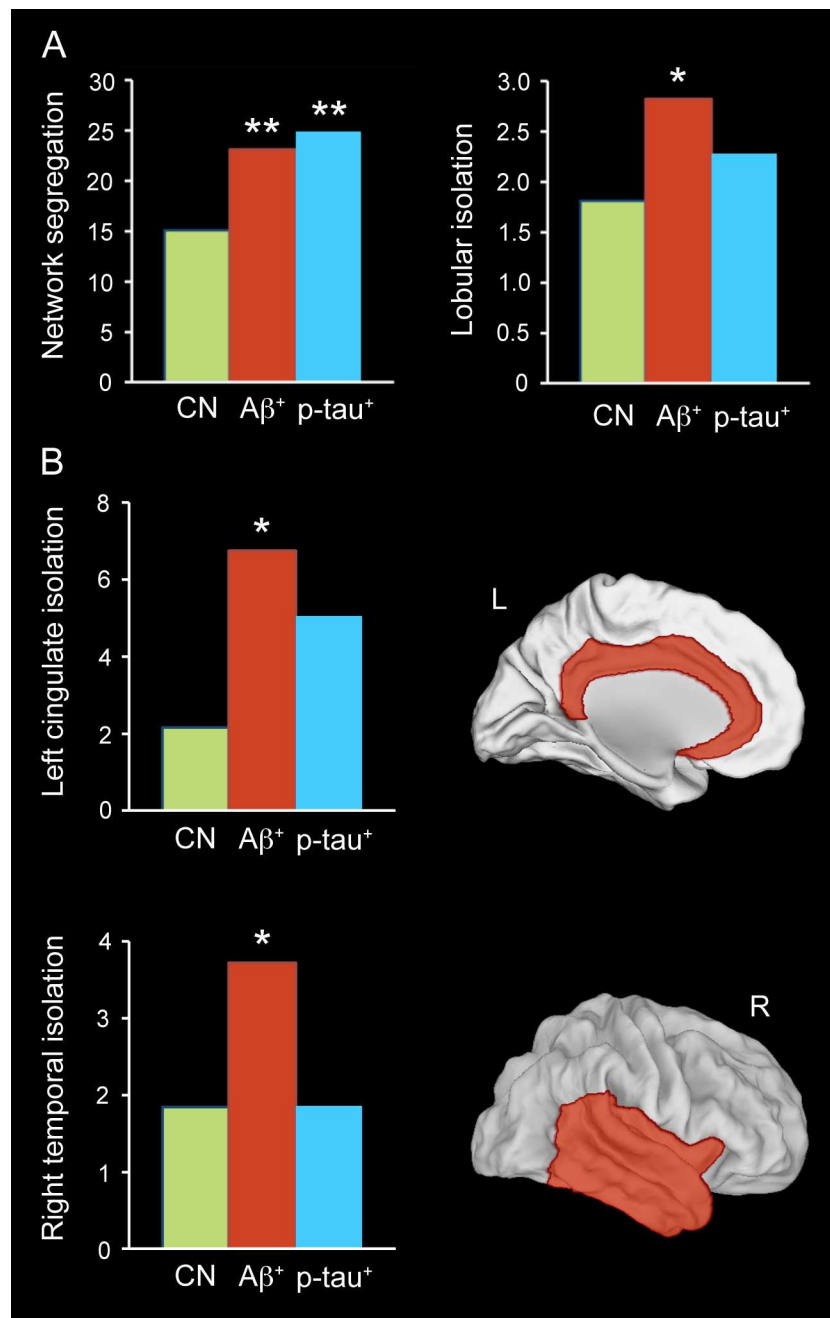 A
Network segregation
30
25
20
15
10
5
0
** **
CN Aβ⁺ p-tau⁺
Lobular isolation
3.0
2.5
2.0
1.5
1.0
0.5
0
*
CN Aβ⁺ p-tau⁺
B
Left cingulate isolation
8
6
4
2
0
*
CN Aβ⁺ p-tau⁺
L
Right temporal isolation
4
3
2
1
0
*
CN Aβ⁺ p-tau⁺
R